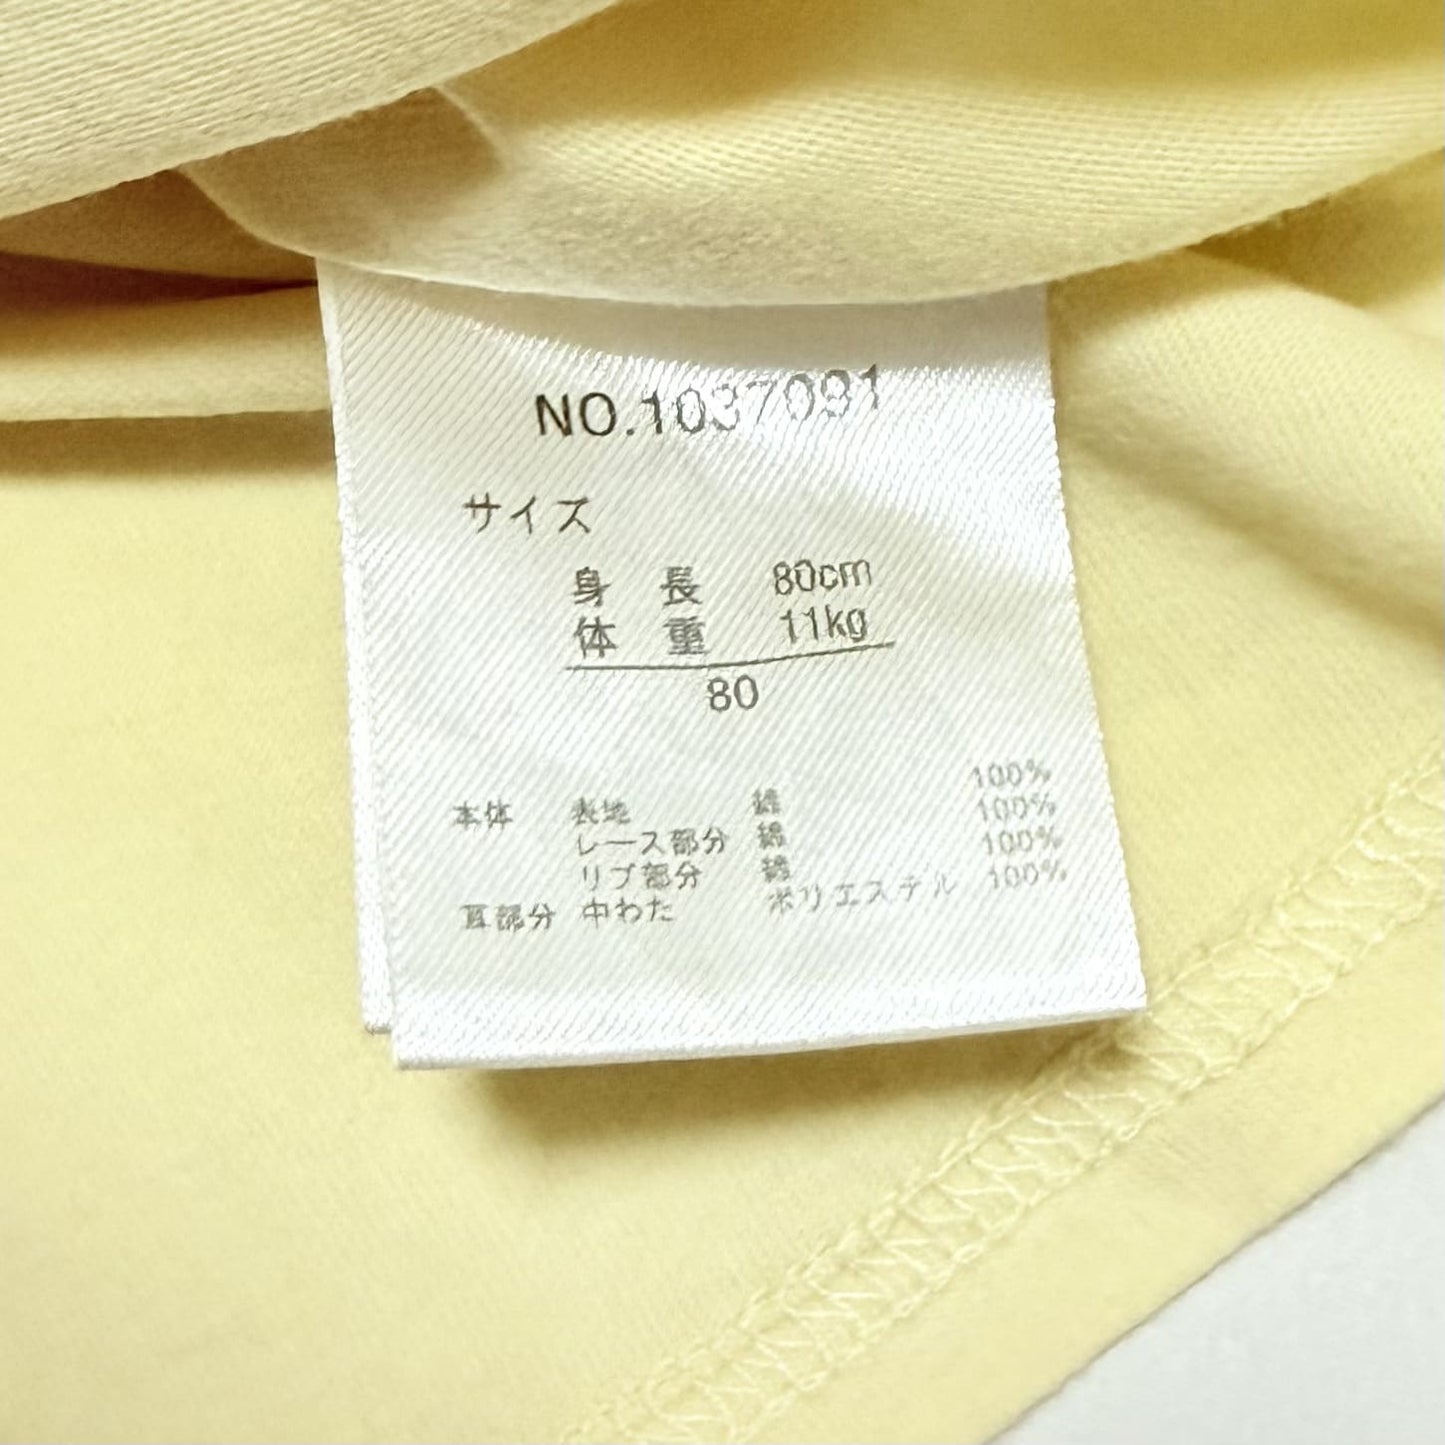 NO.1037091
サイズ
身 長 80cm
体 重 11kg
80
本体 表地 綿 100%
レース部分 綿 100%
リブ部分 綿 100%
耳部分 中わた ポリエステル 100%